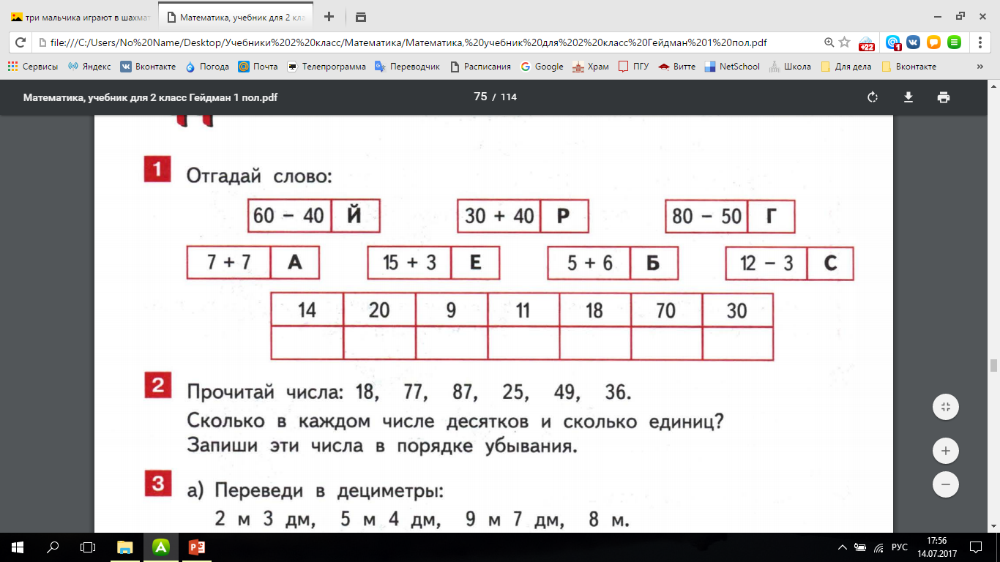 три мальчика играют в шахмат
Математика, учебник для 2 кла
file:///C:/Users/No%20Name/Desktop/Учебники%202%20класс/Математика/Математика,%20учебник%20для%202%20класс%20Гейдман%201%20пол.pdf
+22
1
Сервисы Яндекс Вконтакте Погода Почта Телепрограмма Переводчик Расписания Google Храм ПГУ Витте NetSchool Школа Для дела Вконтакте »
Математика, учебник для 2 класс Гейдман 1 пол.pdf 75 / 114
1 Отгадай слово:
60 – 40 Й 30 + 40 Р 80 – 50 Г
7 + 7 А 15 + 3 Е 5 + 6 Б 12 – 3 С
14 20 9 11 18 70 30
2 Прочитай числа: 18, 77, 87, 25, 49, 36.
Сколько в каждом числе десятков и сколько единиц?
Запиши эти числа в порядке убывания.
3 а) Переведи в дециметры:
2 м 3 дм, 5 м 4 дм, 9 м 7 дм, 8 м.
РУС
17:56
14.07.2017